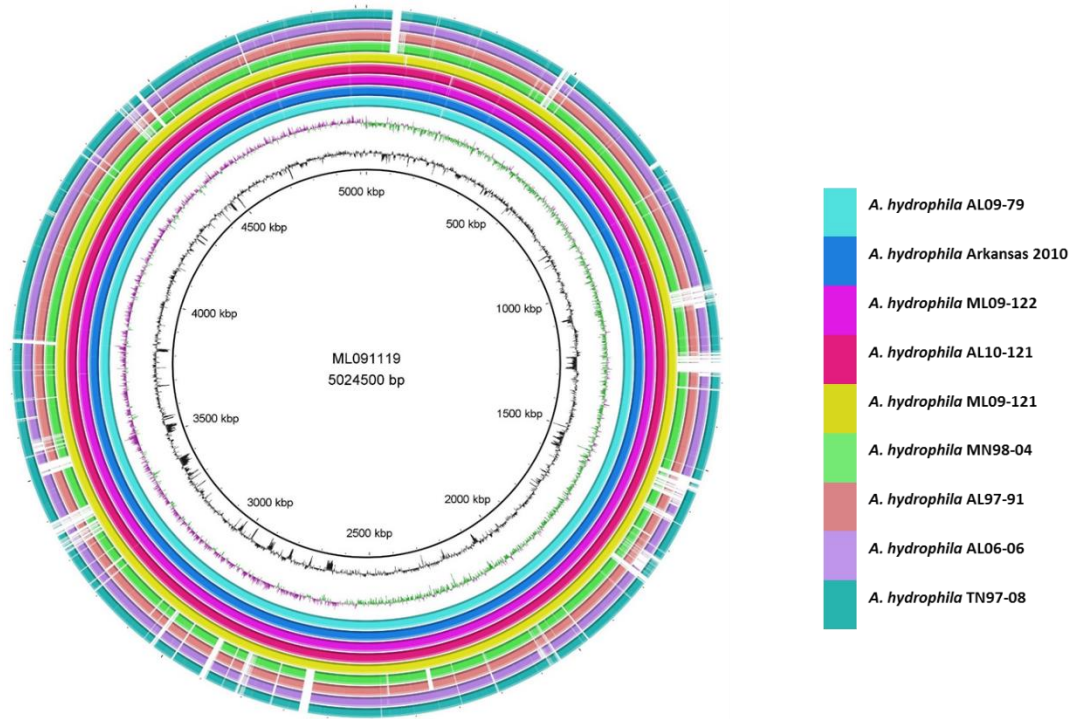 5000 kbp
500
1000 kbp
1500 kbp
2000 kbp
2500 kbp
3000 kbp
3500 kbp
4000 kbp
4500 kbp
ML091119
5024500 bp
A. hydrophila AL09-79
A. hydrophila Arkansas 2010
A. hydrophila ML09-122
A. hydrophila AL10-121
A. hydrophila ML09-121
A. hydrophila MN98-04
A. hydrophila AL97-91
A. hydrophila AL06-06
A. hydrophila TN97-08